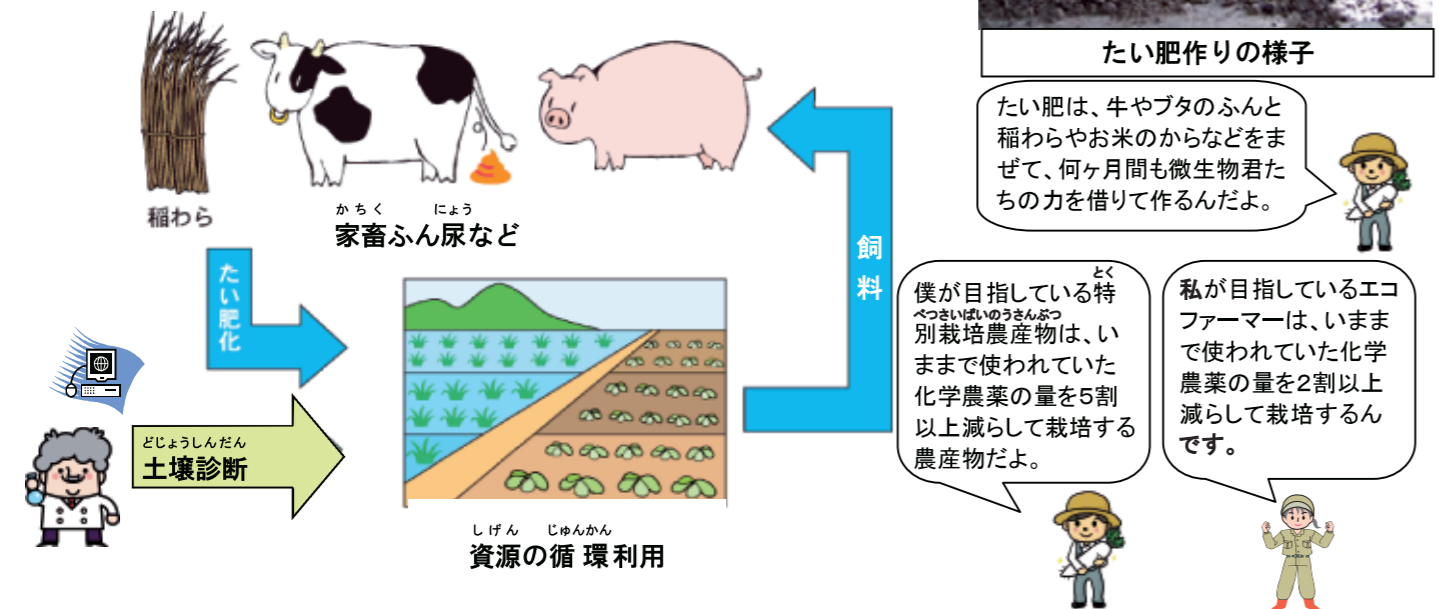 たい肥作りの様子
たい肥は、牛やブタのふんと
稲わらやお米のからなどをま
ぜて、何ヶ月間も微生物君た
ちの力を借りて作るんだよ。
稲わら
かちく にょう
家畜ふん尿など
たい肥化
飼料
とく
僕が目指している特
べつさいばいのうさんぶつ
別栽培農産物は、い
ままで使われていた
化学農薬の量を5割
以上減らして栽培する
農産物だよ。
私が目指しているエコ
ファーマーは、いまま
で使われていた化学
農薬の量を2割以上
減らして栽培するん
です。
どじょうしんだん
土壌診断
しげん じゅんかん
資源の循環利用